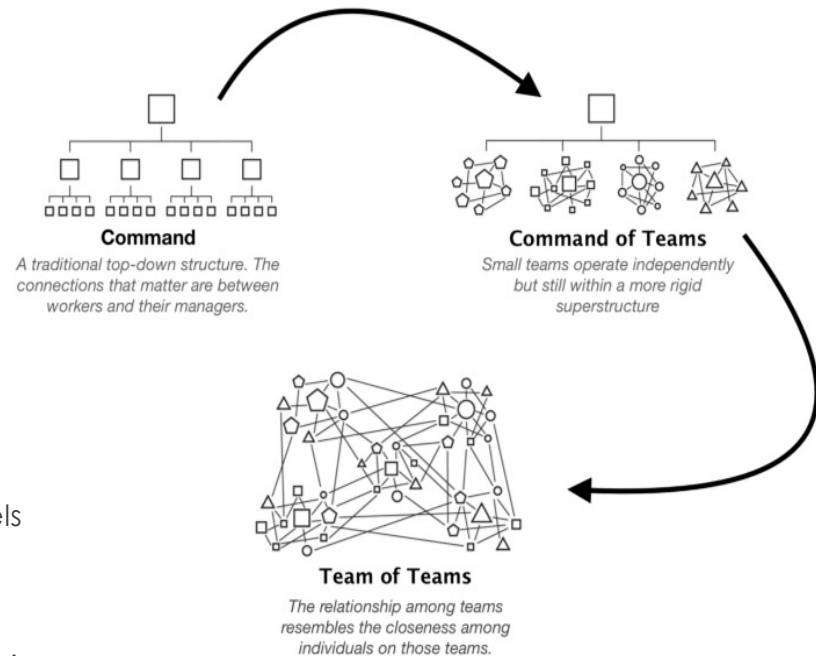 Command
A traditional top-down structure. The
connections that matter are between
workers and their managers.
Command of Teams
Small teams operate independently
but still within a more rigid
superstructure
els
Team of Teams
The relationship among teams
resembles the closeness among
individuals on those teams.